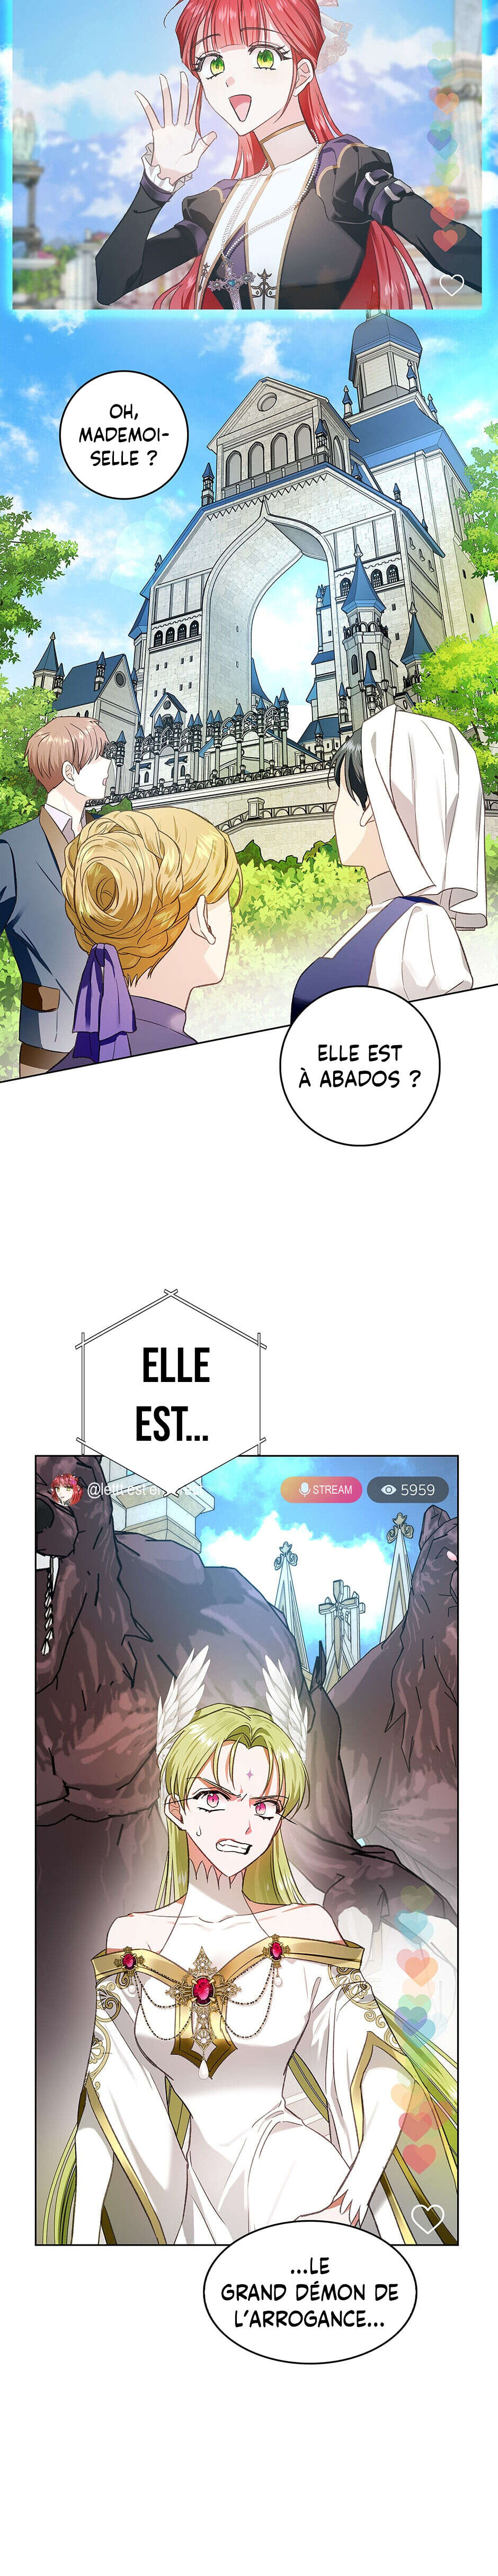 OH,
MADEMOI-
SELLE ?
ELLE EST
À ABADOS ?
ELLE
EST...
STREAM
5959
...LE
GRAND DÉMON DE
L'ARROGANCE...